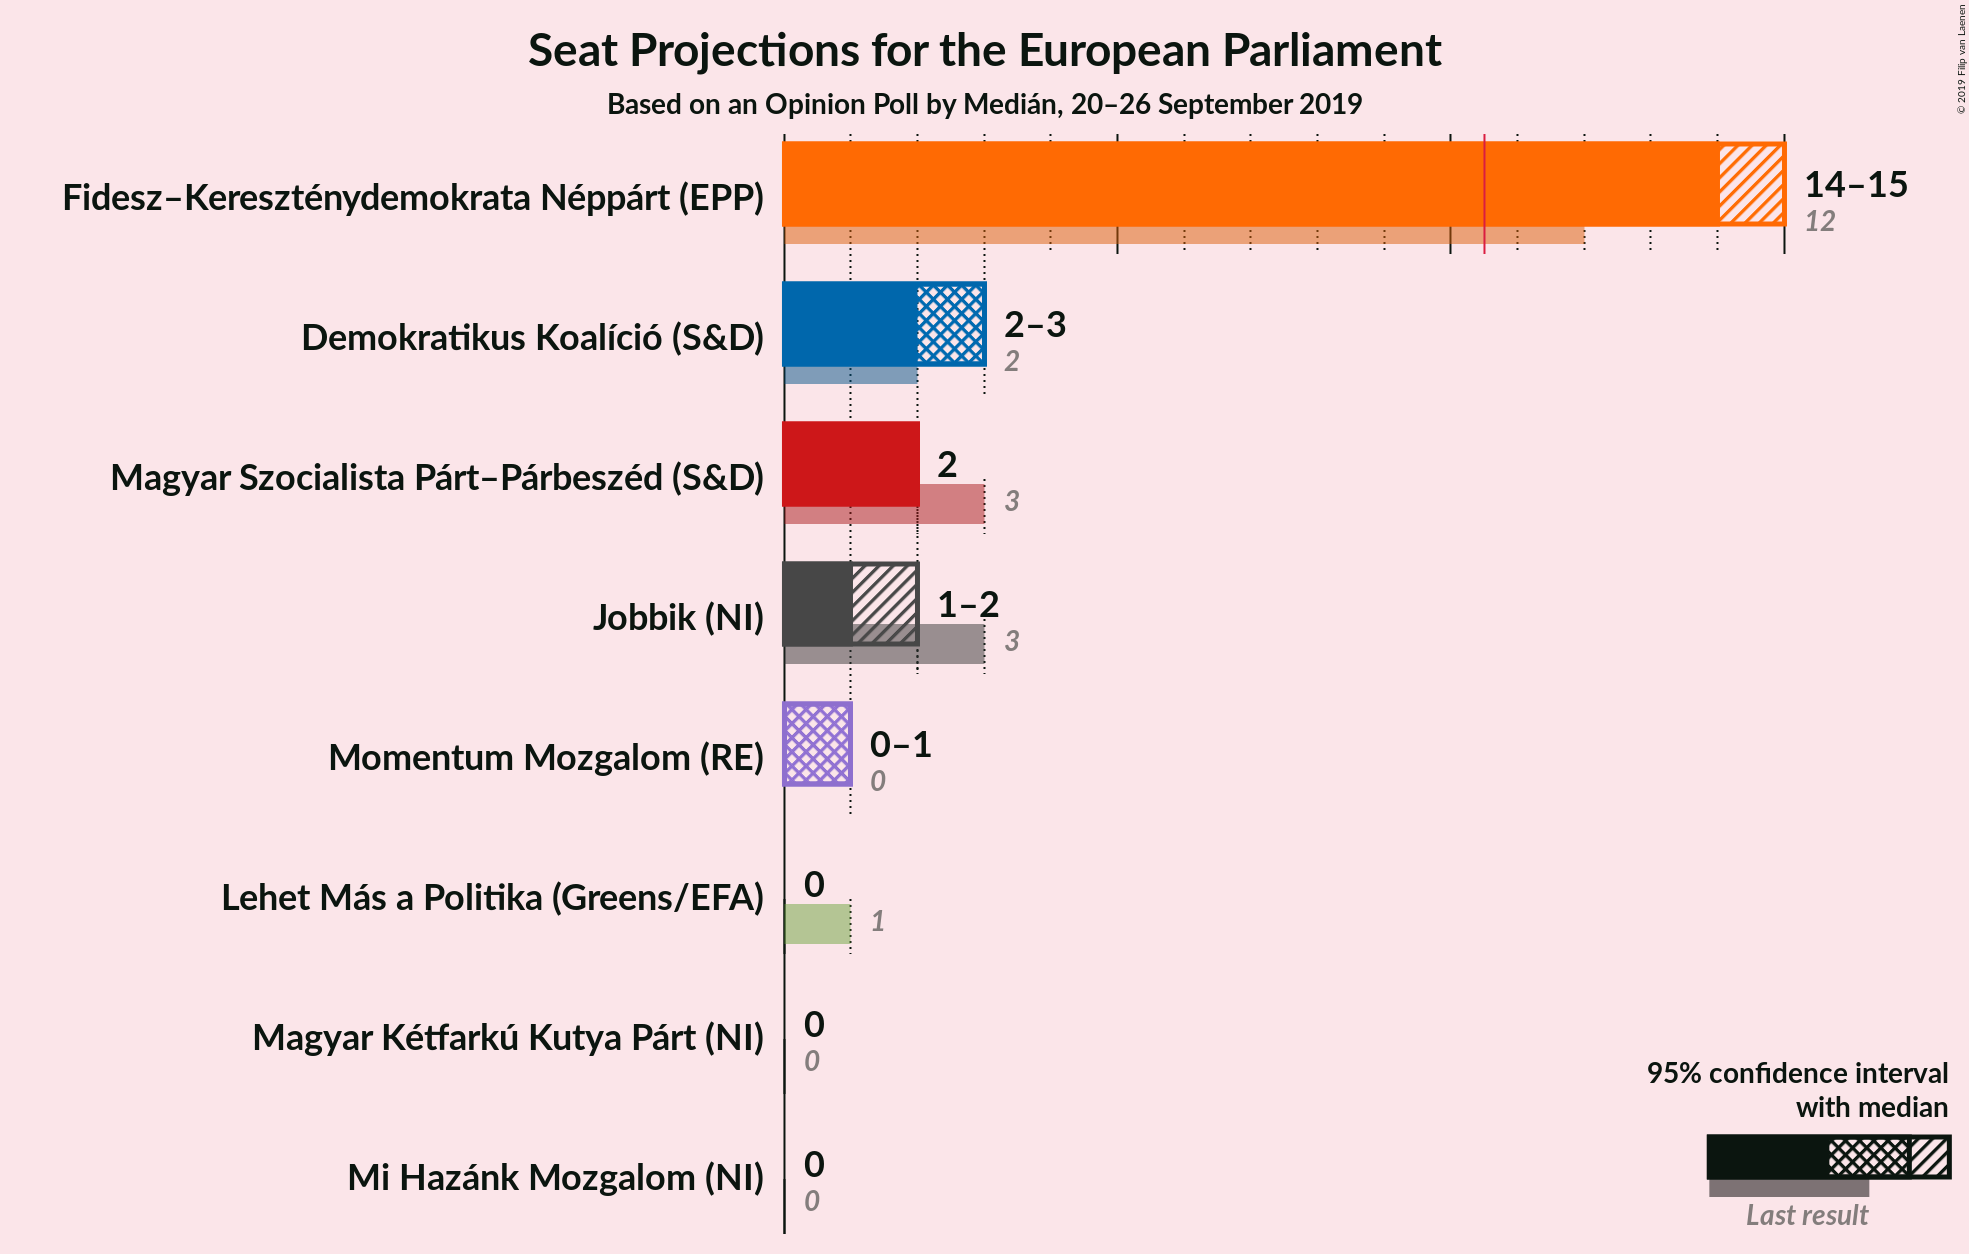 Seat Projections for the European Parliament
Based on an Opinion Poll by Medián, 20–26 September 2019
© 2019 Filip van Laenen
Fidesz–Kereszténydemokrata Néppárt (EPP)
14–15
12
Demokratikus Koalíció (S&D)
2–3
2
Magyar Szocialista Párt–Párbeszéd (S&D)
2
3
Jobbik (NI)
1–2
3
Momentum Mozgalom (RE)
0–1
0
Lehet Más a Politika (Greens/EFA)
0
1
Magyar Kétfarkú Kutya Párt (NI)
0
0
Mi Hazánk Mozgalom (NI)
0
0
95% confidence interval
with median
Last result